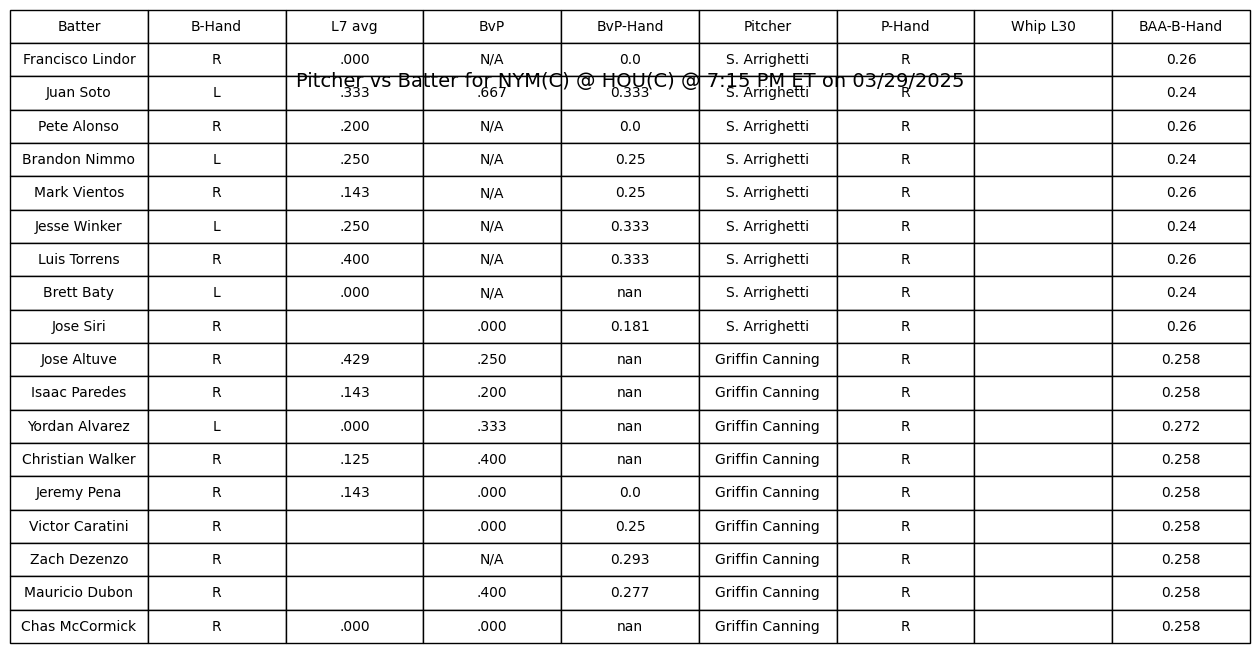 Batter B-Hand L7 avg BvP BvP-Hand Pitcher P-Hand Whip L30 BAA-B-Hand
Francisco Lindor R .000 N/A 0.0 S. Arrighetti R 0.26
Pitcher vs Batter for NYM(C) @ HOU(C) @ 7:15 PM ET on 03/29/2025
Juan Soto L .333 .667 0.333 S. Arrighetti R 0.24
Pete Alonso R .200 N/A 0.0 S. Arrighetti R 0.26
Brandon Nimmo L .250 N/A 0.25 S. Arrighetti R 0.24
Mark Vientos R .143 N/A 0.25 S. Arrighetti R 0.26
Jesse Winker L .250 N/A 0.333 S. Arrighetti R 0.24
Luis Torrens R .400 N/A 0.333 S. Arrighetti R 0.26
Brett Baty L .000 N/A nan S. Arrighetti R 0.24
Jose Siri R .000 0.181 S. Arrighetti R 0.26
Jose Altuve R .429 .250 nan Griffin Canning R 0.258
Isaac Paredes R .143 .200 nan Griffin Canning R 0.258
Yordan Alvarez L .000 .333 nan Griffin Canning R 0.272
Christian Walker R .125 .400 nan Griffin Canning R 0.258
Jeremy Pena R .143 .000 0.0 Griffin Canning R 0.258
Victor Caratini R .000 0.25 Griffin Canning R 0.258
Zach Dezenzo R N/A 0.293 Griffin Canning R 0.258
Mauricio Dubon R .400 0.277 Griffin Canning R 0.258
Chas McCormick R .000 .000 nan Griffin Canning R 0.258